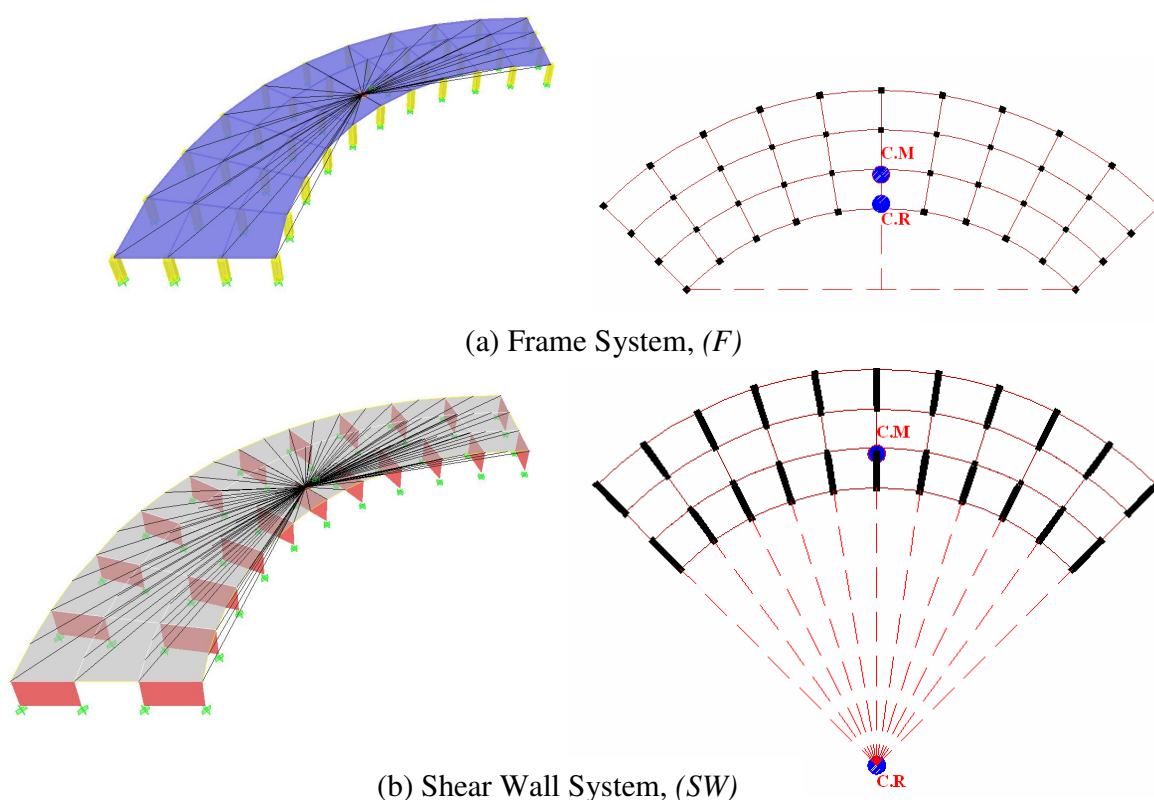 C.M
C.R
(a) Frame System, (F)
C.M
C.R
(b) Shear Wall System, (SW)